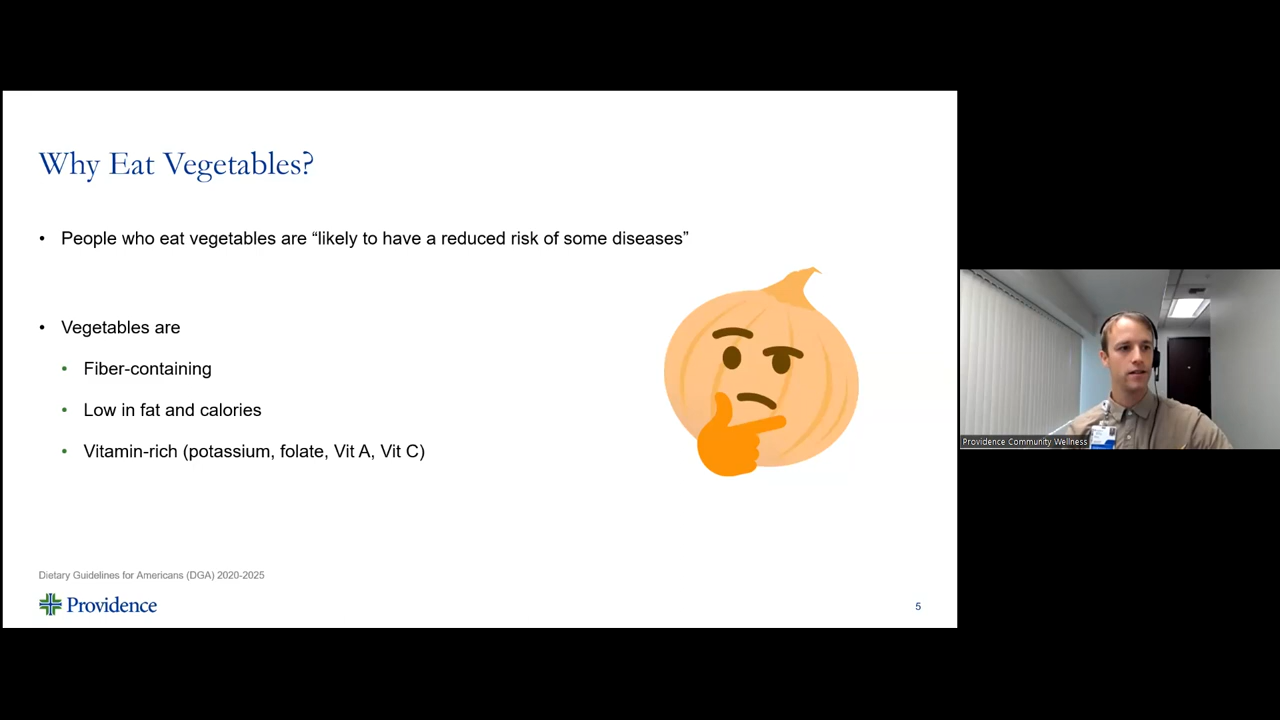 Why Eat Vegetables?
• People who eat vegetables are “likely to have a reduced risk of some diseases”
• Vegetables are
• Fiber-containing
• Low in fat and calories
• Vitamin-rich (potassium, folate, Vit A, Vit C)
Dietary Guidelines for Americans (DGA) 2020-2025
Providence
5
Providence Community Wellness